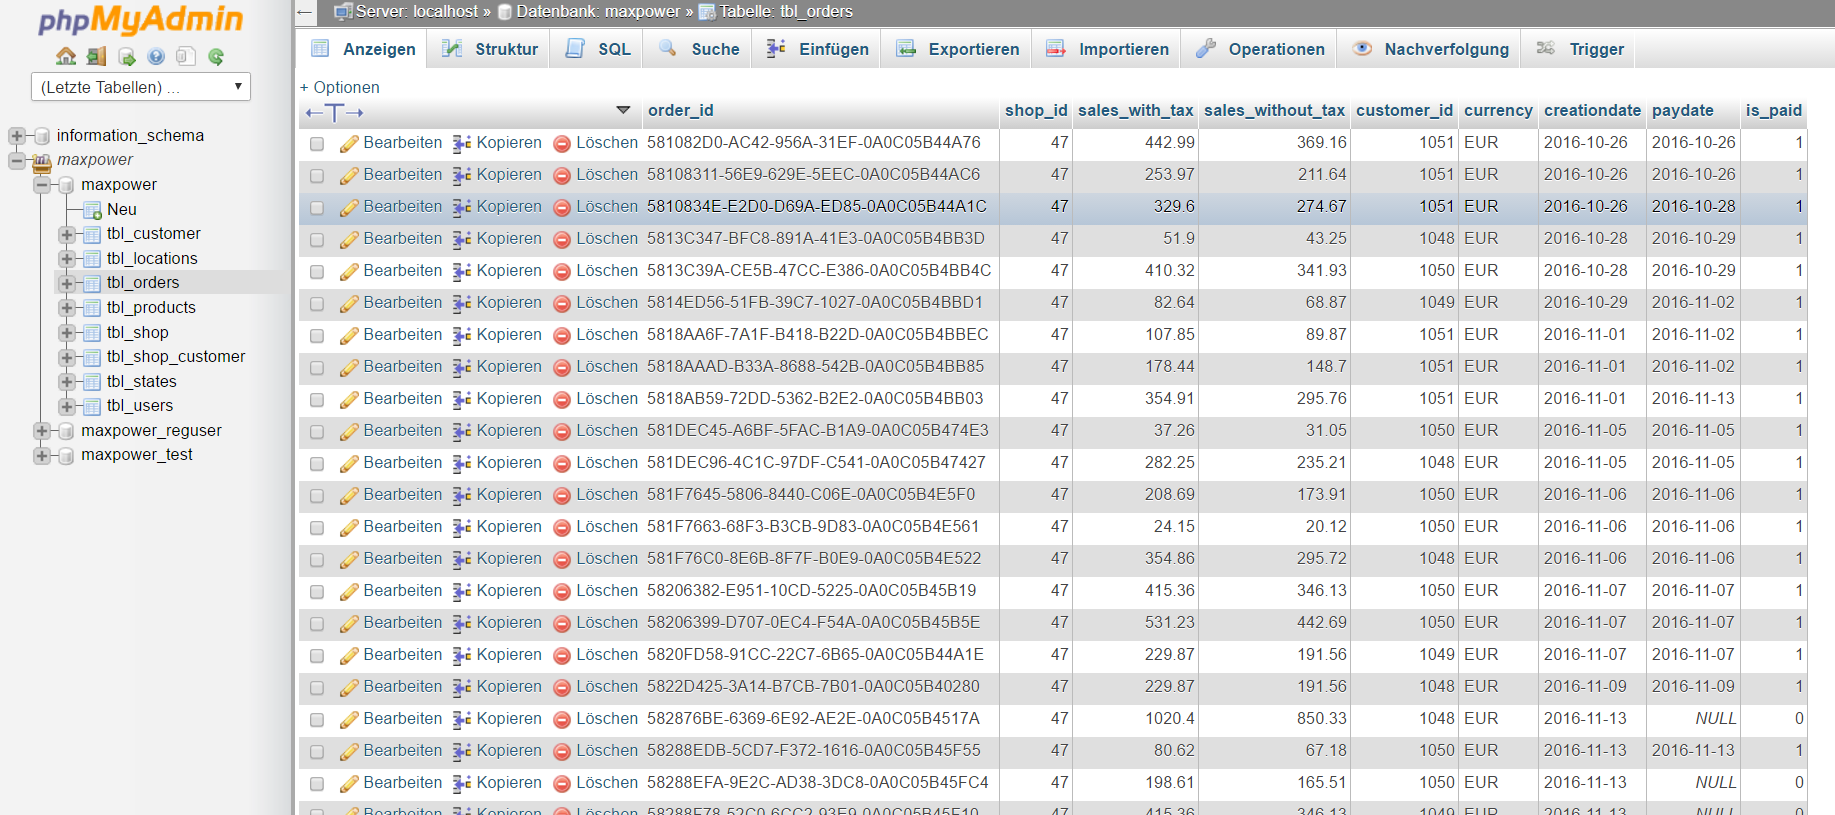 phpMyAdmin
(Letzte Tabellen) ...
information_schema
maxpower
maxpower
Neu
tbl_customer
tbl_locations
tbl_orders
tbl_products
tbl_shop
tbl_shop_customer
tbl_states
tbl_users
maxpower_reguser
maxpower_test
Server: localhost » Datenbank: maxpower » Tabelle: tbl_orders
Anzeigen Struktur SQL Suche Einfügen Exportieren Importieren Operationen Nachverfolgung Trigger
+ Optionen
order_id shop_id sales_with_tax sales_without_tax customer_id currency creationdate paydate is_paid
Bearbeiten Kopieren Löschen 581082D0-AC42-956A-31EF-0A0C05B44A76 47 442.99 369.16 1051 EUR 2016-10-26 2016-10-26 1
Bearbeiten Kopieren Löschen 58108311-56E9-629E-5EEC-0A0C05B44AC6 47 253.97 211.64 1051 EUR 2016-10-26 2016-10-26 1
Bearbeiten Kopieren Löschen 5810834E-E2D0-D69A-ED85-0A0C05B44A1C 47 329.6 274.67 1051 EUR 2016-10-26 2016-10-28 1
Bearbeiten Kopieren Löschen 5813C347-BFC8-891A-41E3-0A0C05B4BB3D 47 51.9 43.25 1048 EUR 2016-10-28 2016-10-29 1
Bearbeiten Kopieren Löschen 5813C39A-CE5B-47CC-E386-0A0C05B4BB4C 47 410.32 341.93 1050 EUR 2016-10-28 2016-10-29 1
Bearbeiten Kopieren Löschen 5814ED56-51FB-39C7-1027-0A0C05B4BBD1 47 82.64 68.87 1049 EUR 2016-10-29 2016-11-02 1
Bearbeiten Kopieren Löschen 5818AA6F-7A1F-B418-B22D-0A0C05B4BBEC 47 107.85 89.87 1051 EUR 2016-11-01 2016-11-02 1
Bearbeiten Kopieren Löschen 5818AAAD-B33A-8688-542B-0A0C05B4BB85 47 178.44 148.7 1051 EUR 2016-11-01 2016-11-02 1
Bearbeiten Kopieren Löschen 5818AB59-72DD-5362-B2E2-0A0C05B4BB03 47 354.91 295.76 1051 EUR 2016-11-01 2016-11-13 1
Bearbeiten Kopieren Löschen 581DEC45-A6BF-5FAC-B1A9-0A0C05B474E3 47 37.26 31.05 1050 EUR 2016-11-05 2016-11-05 1
Bearbeiten Kopieren Löschen 581DEC96-4C1C-97DF-C541-0A0C05B47427 47 282.25 235.21 1048 EUR 2016-11-05 2016-11-05 1
Bearbeiten Kopieren Löschen 581F7645-5806-8440-C06E-0A0C05B4E5F0 47 208.69 173.91 1050 EUR 2016-11-06 2016-11-06 1
Bearbeiten Kopieren Löschen 581F7663-68F3-B3CB-9D83-0A0C05B4E561 47 24.15 20.12 1050 EUR 2016-11-06 2016-11-06 1
Bearbeiten Kopieren Löschen 581F76C0-8E6B-8F7F-B0E9-0A0C05B4E522 47 354.86 295.72 1048 EUR 2016-11-06 2016-11-06 1
Bearbeiten Kopieren Löschen 58206382-E951-10CD-5225-0A0C05B45B19 47 415.36 346.13 1050 EUR 2016-11-07 2016-11-07 1
Bearbeiten Kopieren Löschen 58206399-D707-0EC4-F54A-0A0C05B45B5E 47 531.23 442.69 1050 EUR 2016-11-07 2016-11-07 1
Bearbeiten Kopieren Löschen 5820FD58-91CC-22C7-6B65-0A0C05B44A1E 47 229.87 191.56 1049 EUR 2016-11-07 2016-11-07 1
Bearbeiten Kopieren Löschen 5822D425-3A14-B7CB-7B01-0A0C05B40280 47 229.87 191.56 1048 EUR 2016-11-09 2016-11-09 1
Bearbeiten Kopieren Löschen 582876BE-6369-6E92-AE2E-0A0C05B4517A 47 1020.4 850.33 1048 EUR 2016-11-13 NULL 0
Bearbeiten Kopieren Löschen 58288EDB-5CD7-F372-1616-0A0C05B45F55 47 80.62 67.18 1050 EUR 2016-11-13 2016-11-13 1
Bearbeiten Kopieren Löschen 58288EFA-9E2C-AD38-3DC8-0A0C05B45FC4 47 198.61 165.51 1050 EUR 2016-11-13 NULL 0
Bearbeiten Kopieren Löschen 47 415.36 346.13 1049 EUR 2016-11-13 NULL 0